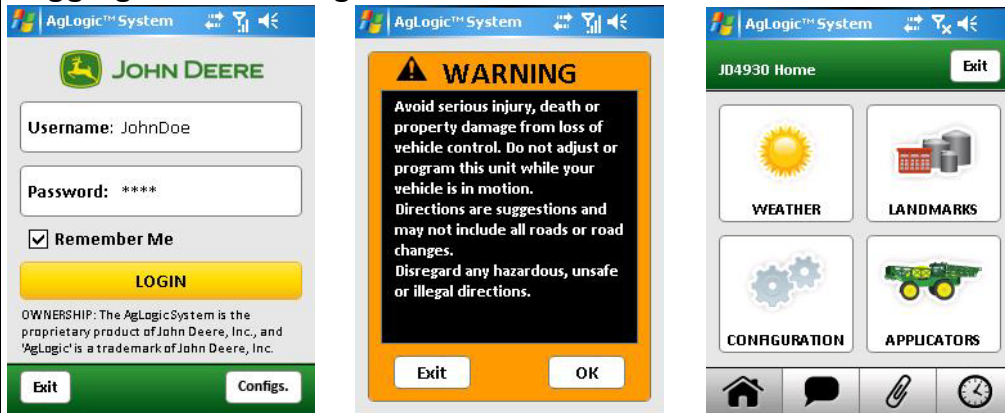 AgLogic™ System
JOHN DEERE
Username: JohnDoe
Password: ****
Remember Me
LOGIN
OWNERSHIP: The AgLogic System is the
proprietary product of John Deere, Inc., and
'AgLogic' is a trademark of John Deere, Inc.
Exit
Configs.
AgLogic™ System
WARNING
Avoid serious injury, death or
property damage from loss of
vehicle control. Do not adjust or
program this unit while your
vehicle is in motion.
Directions are suggestions and
may not include all roads or road
changes.
Disregard any hazardous, unsafe
or illegal directions.
Exit
OK
AgLogic™ System
JD4930 Home
Exit
WEATHER
LANDMARKS
CONFIGURATION
APPLICATORS